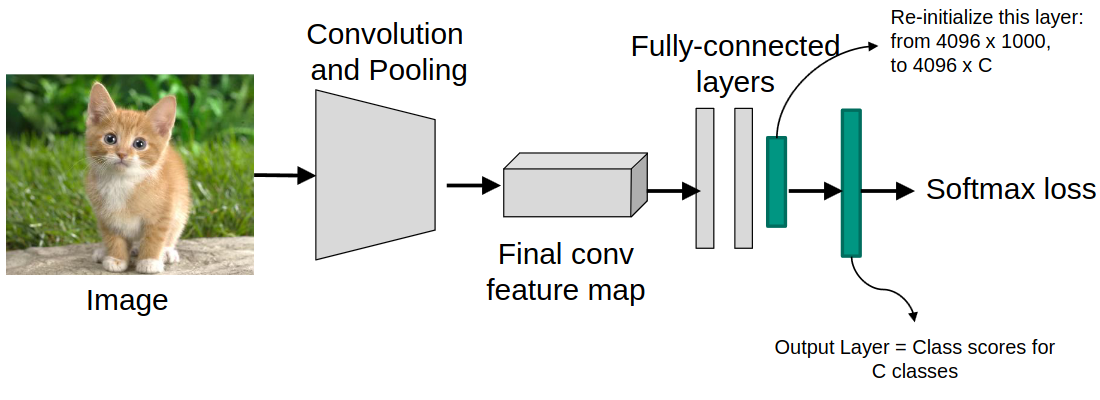 Convolution
and Pooling
Fully-connected
layers
Re-initialize this layer:
from 4096 x 1000,
to 4096 x C
Softmax loss
Final conv
feature map
Image
Output Layer = Class scores for
C classes